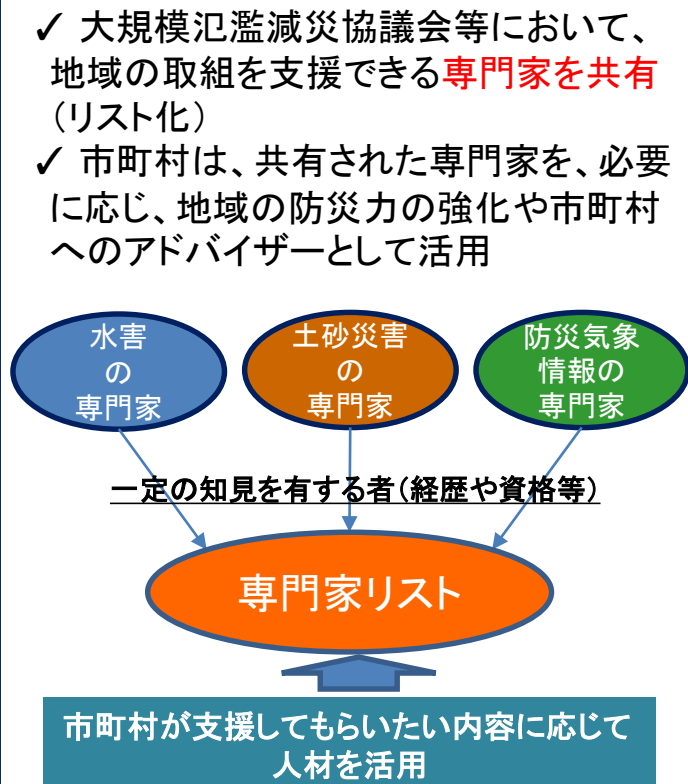 ✓ 大規模氾濫減災協議会等において、
地域の取組を支援できる専門家を共有
（リスト化）
✓ 市町村は、共有された専門家を、必要
に応じ、地域の防災力の強化や市町村
へのアドバイザーとして活用
水害
の
専門家
土砂災害
の
専門家
防災気象
情報の
専門家
一定の知見を有する者（経歴や資格等）
専門家リスト
市町村が支援してもらいたい内容に応じて
人材を活用